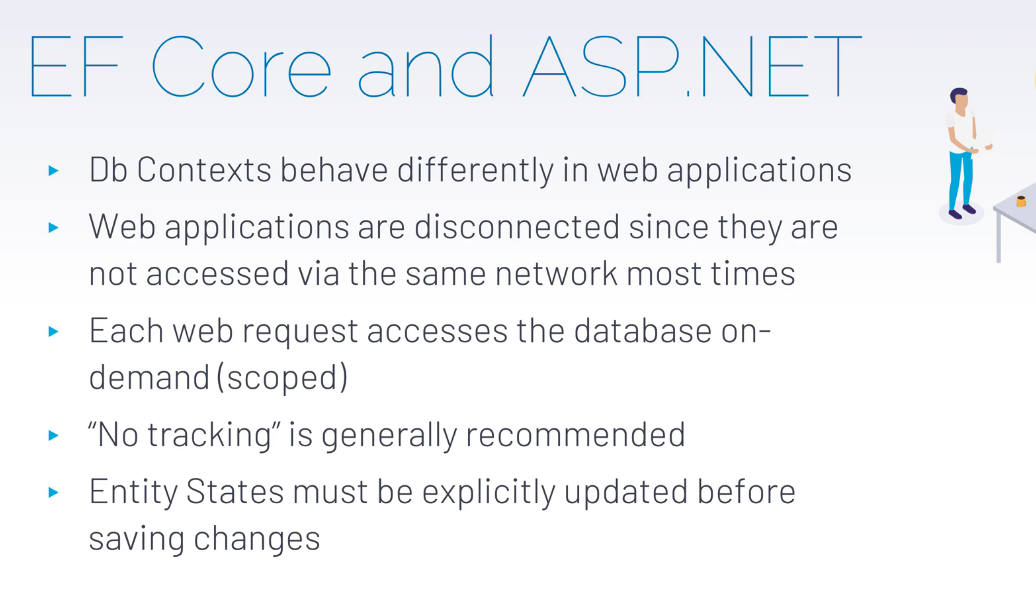 EF Core and ASP.NET
Db Contexts behave differently in web applications
Web applications are disconnected since they are
not accessed via the same network most times
Each web request accesses the database on-
demand (scoped)
“No tracking” is generally recommended
Entity States must be explicitly updated before
saving changes